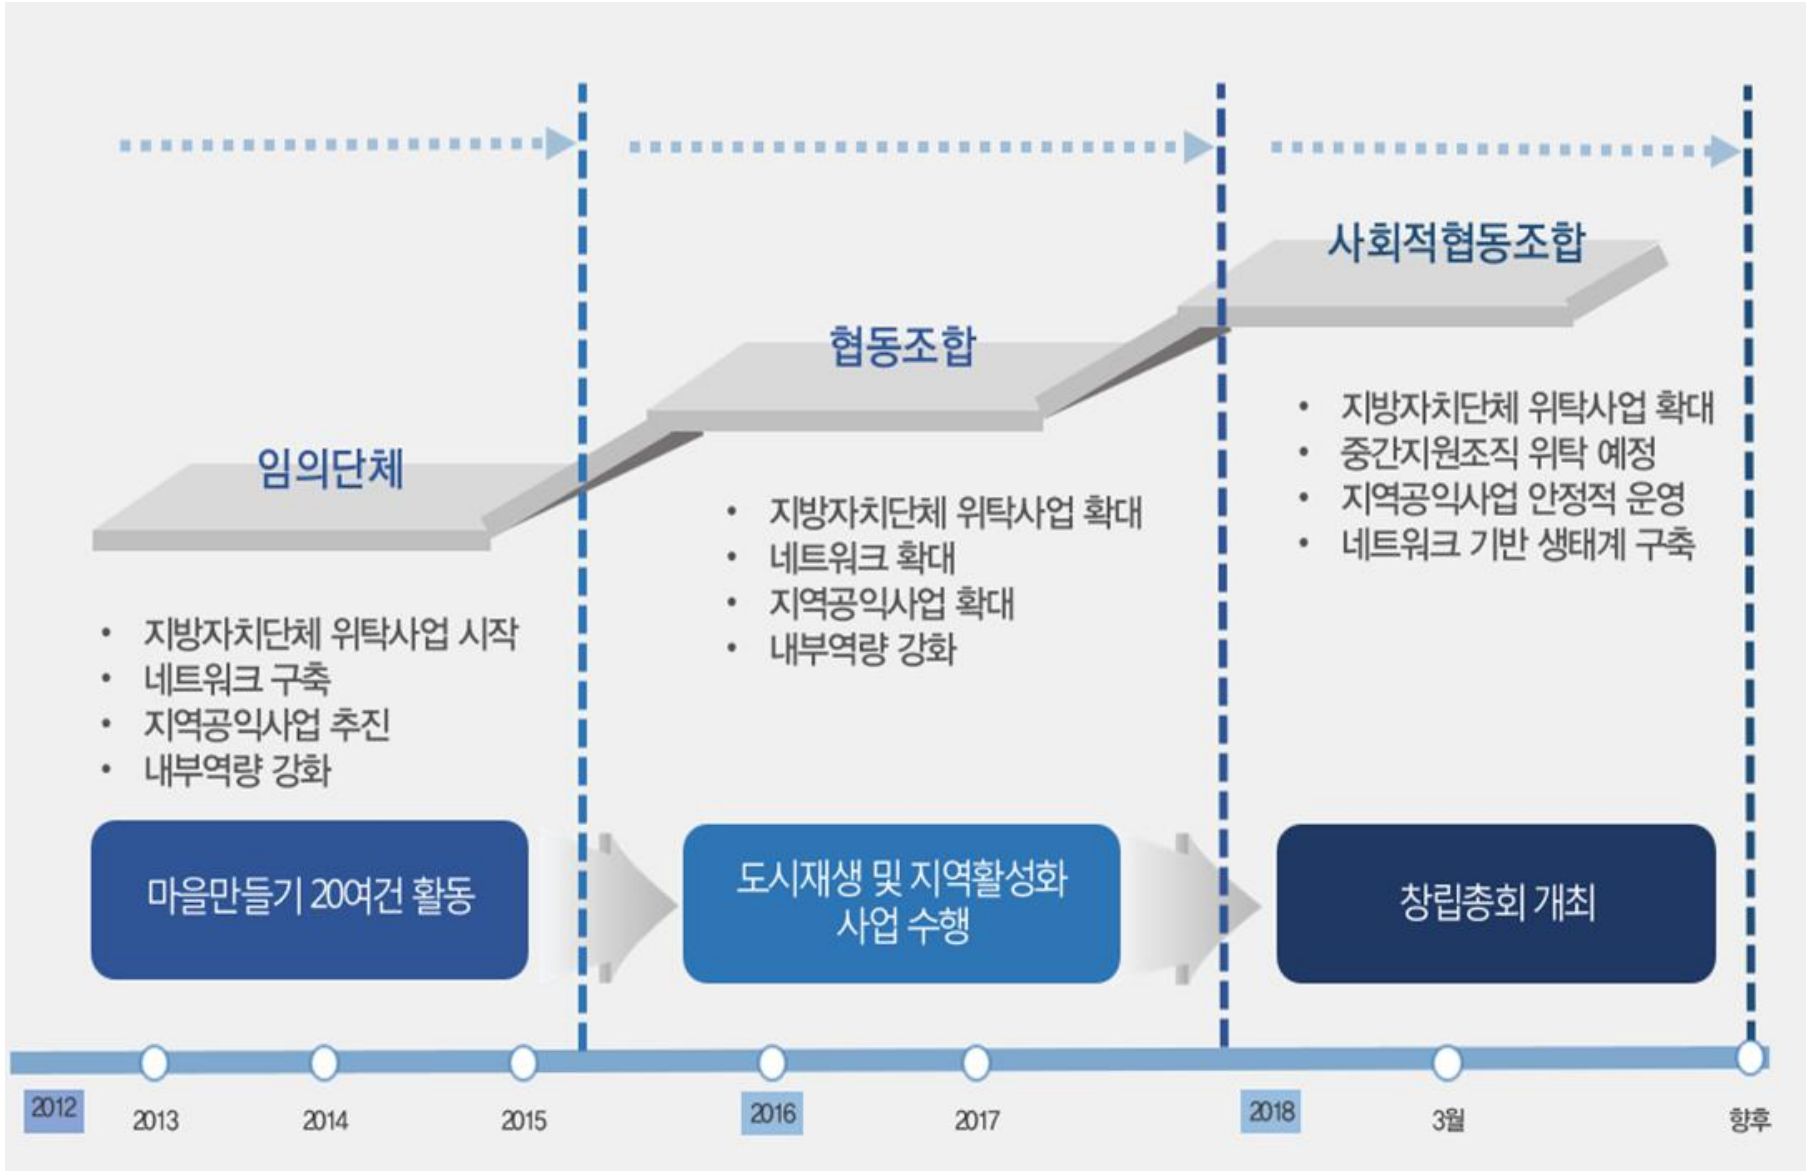 사회적협동조합
협동조합
임의단체
• 지방자치단체 위탁사업 시작
• 네트워크 구축
• 지역공익사업 추진
• 내부역량 강화
• 지방자치단체 위탁사업 확대
• 네트워크 확대
• 지역공익사업 확대
• 내부역량 강화
• 지방자치단체 위탁사업 확대
• 중간지원조직 위탁 예정
• 지역공익사업 안정적 운영
• 네트워크 기반 생태계 구축
마을만들기 20여건 활동
도시재생 및 지역활성화
사업 수행
창립총회 개최
2012
2013
2014
2015
2016
2017
2018
3월
향후